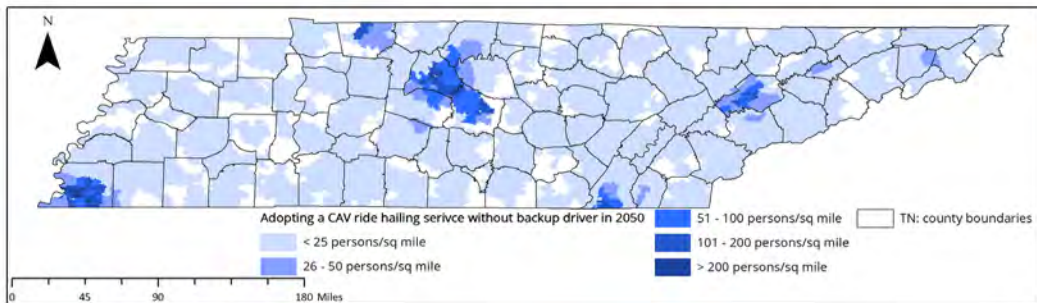 N
Adopting a CAV ride hailing serivce without backup driver in 2050
< 25 persons/sq mile
26 - 50 persons/sq mile
51 - 100 persons/sq mile
101 - 200 persons/sq mile
> 200 persons/sq mile
TN: county boundaries
0 45 90 180 Miles